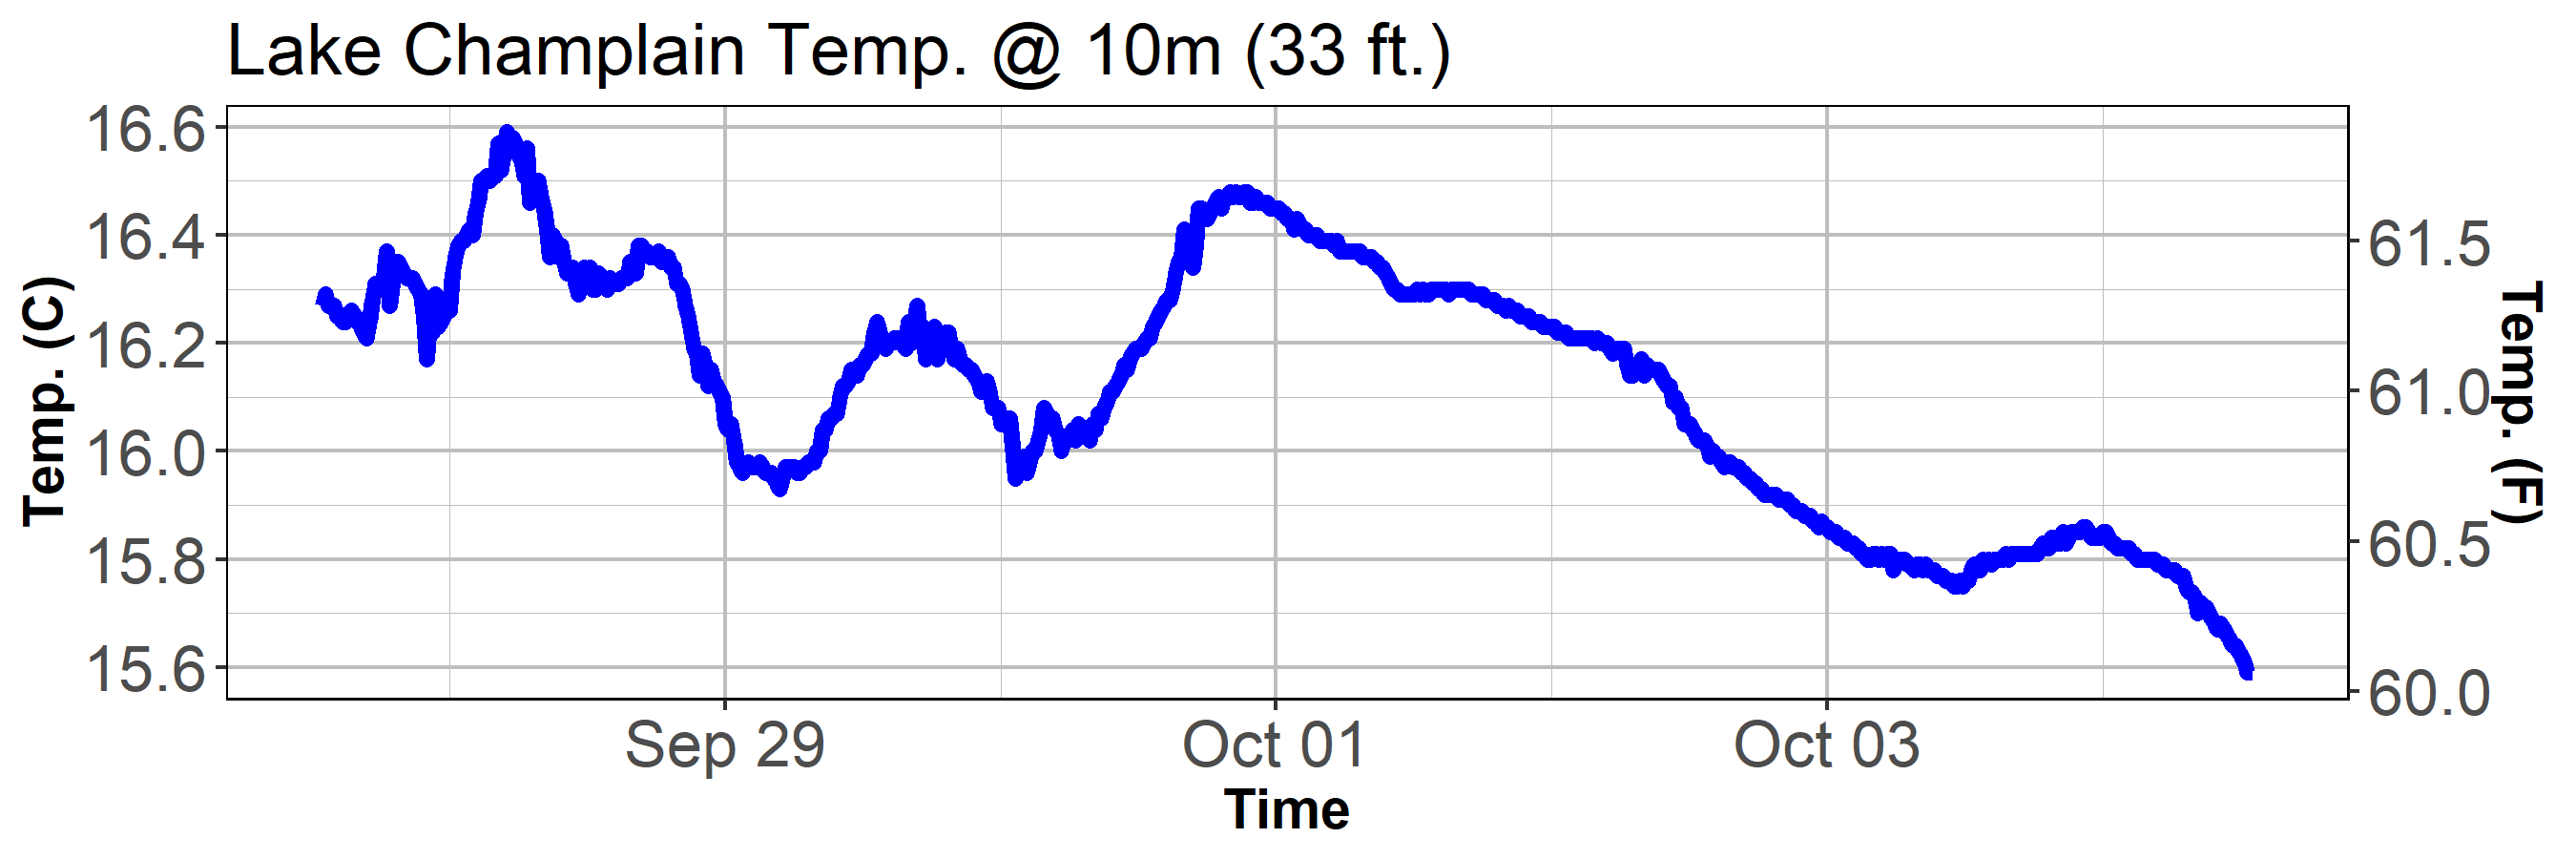 Lake Champlain Temp. @ 10m (33 ft.)
Temp. (C)
16.6
16.4
16.2
16.0
15.8
15.6
61.5
61.0
60.5
60.0
Temp. (F)
Sep 29 Oct 01 Oct 03
Time